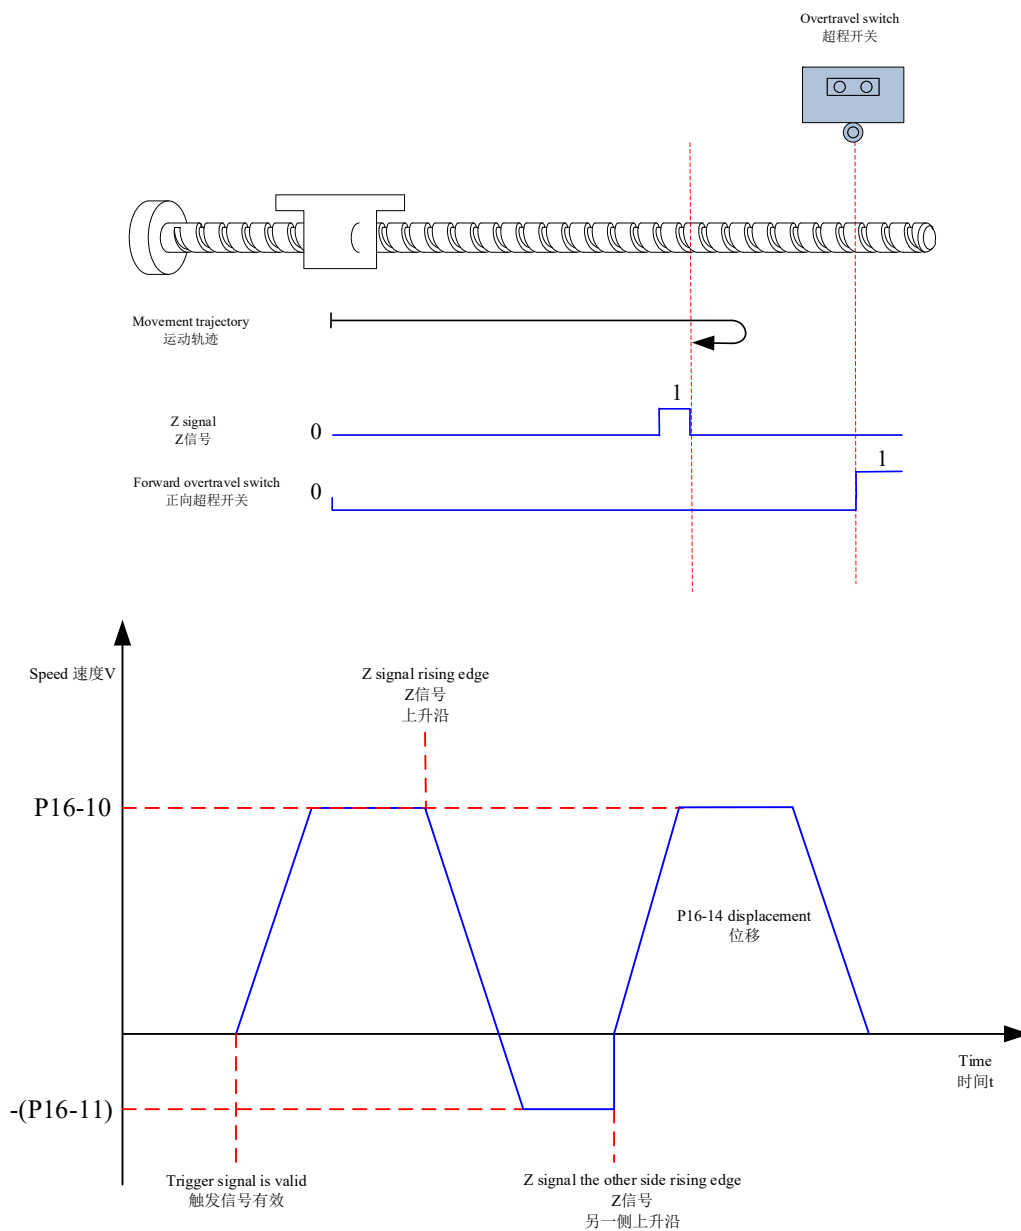 Overtravel switch
超程开关
Movement trajectory
运动轨迹
1
Z signal
Z信号
0
1
Forward overtravel switch
正向超程开关
0
Speed 速度V
Z signal rising edge
Z信号
上升沿
P16-10
P16-14 displacement
位移
Time
时间t
-(P16-11)
Trigger signal is valid
触发信号有效
Z signal the other side rising edge
Z信号
另一侧上升沿